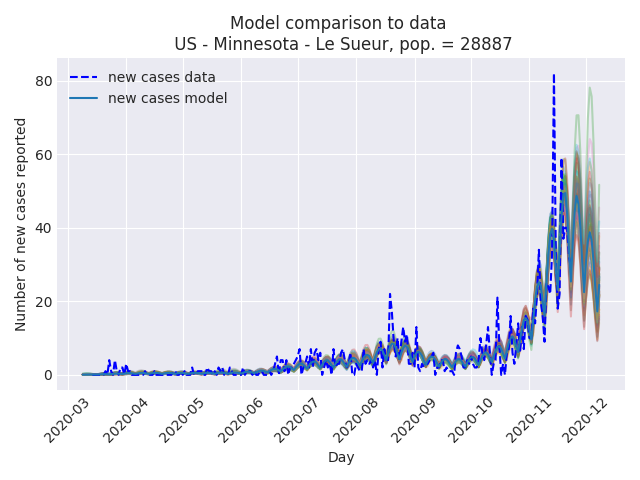 Model comparison to data
US - Minnesota - Le Sueur, pop. = 28887
new cases data
new cases model
Number of new cases reported
80
60
40
20
0
2020-03
2020-04
2020-05
2020-06
2020-07
2020-08
2020-09
2020-10
2020-11
2020-12
Day